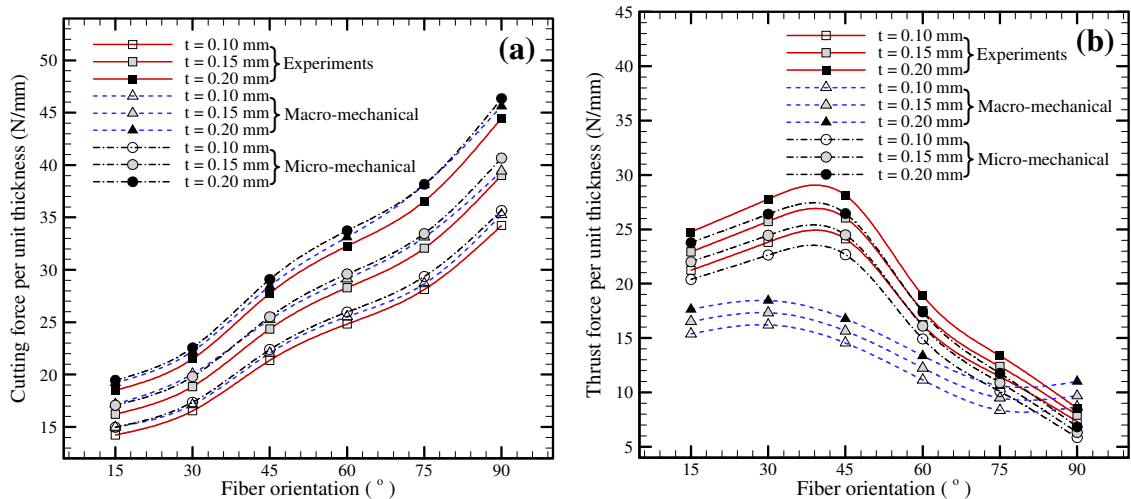 (a)
Cutting force per unit thickness (N/mm)
50
45
40
35
30
25
20
15
t = 0.10 mm
t = 0.15 mm
t = 0.20 mm
Experiments
t = 0.10 mm
t = 0.15 mm
t = 0.20 mm
Macro-mechanical
t = 0.10 mm
t = 0.15 mm
t = 0.20 mm
Micro-mechanical
15 30 45 60 75 90
Fiber orientation ( ° )
(b)
Thrust force per unit thickness (N/mm)
45
40
35
30
25
20
15
10
5
t = 0.10 mm
t = 0.15 mm
t = 0.20 mm
Experiments
t = 0.10 mm
t = 0.15 mm
t = 0.20 mm
Macro-mechanical
t = 0.10 mm
t = 0.15 mm
t = 0.20 mm
Micro-mechanical
15 30 45 60 75 90
Fiber orientation ( ° )